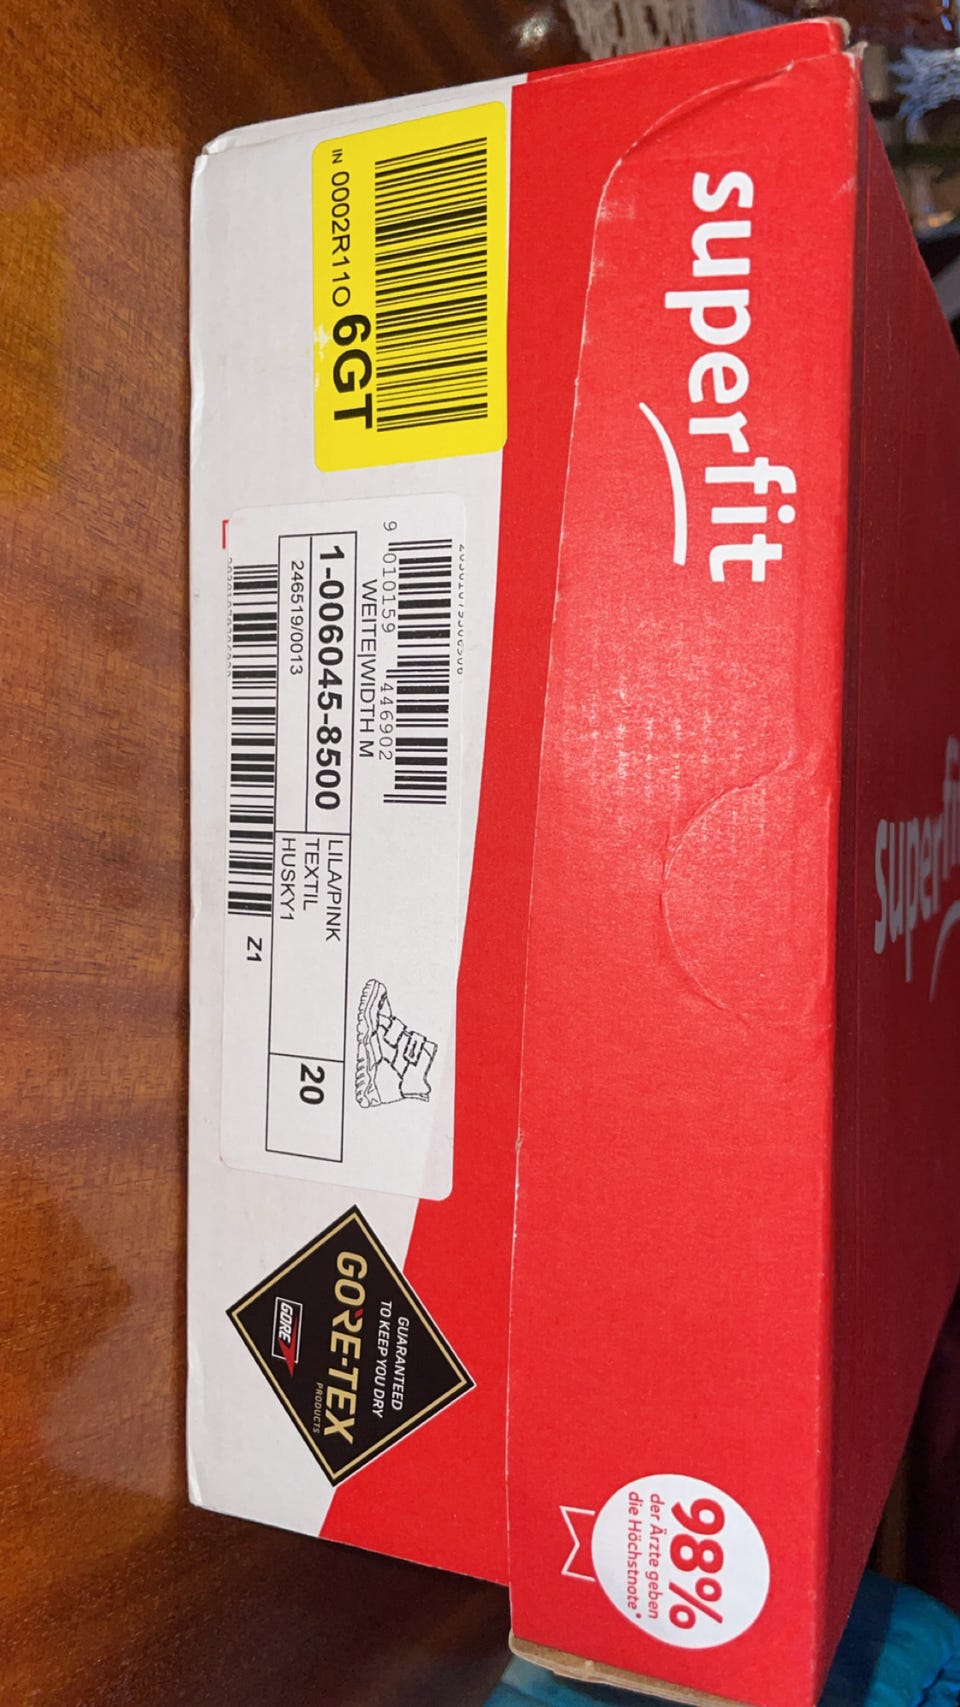 superfit
IN 0002R11O 6GT
9 010159 446902
WEITE|WIDTH M
1-006045-8500
246519/0013
LILA/PINK
TEXTIL
HUSKY1
20
Z1
GUARANTEED
TO KEEP YOU DRY
GORE-TEX
PRODUCTS
GORE
98%
der Ärzte geben
die Höchstnote*
superfi